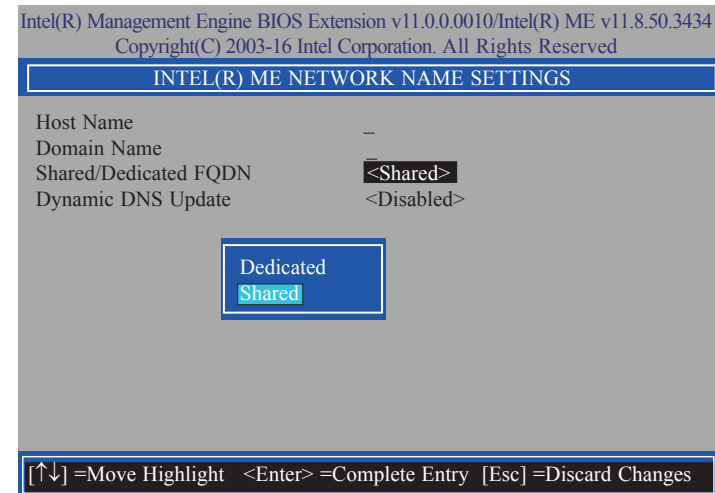 Intel(R) Management Engine BIOS Extension v11.0.0.0010/Intel(R) ME v11.8.50.3434
Copyright(C) 2003-16 Intel Corporation. All Rights Reserved
INTEL(R) ME NETWORK NAME SETTINGS
Host Name _
Domain Name _
Shared/Dedicated FQDN <Shared>
Dynamic DNS Update <Disabled>
Dedicated
Shared
[↑↓] =Move Highlight <Enter> =Complete Entry [Esc] =Discard Changes